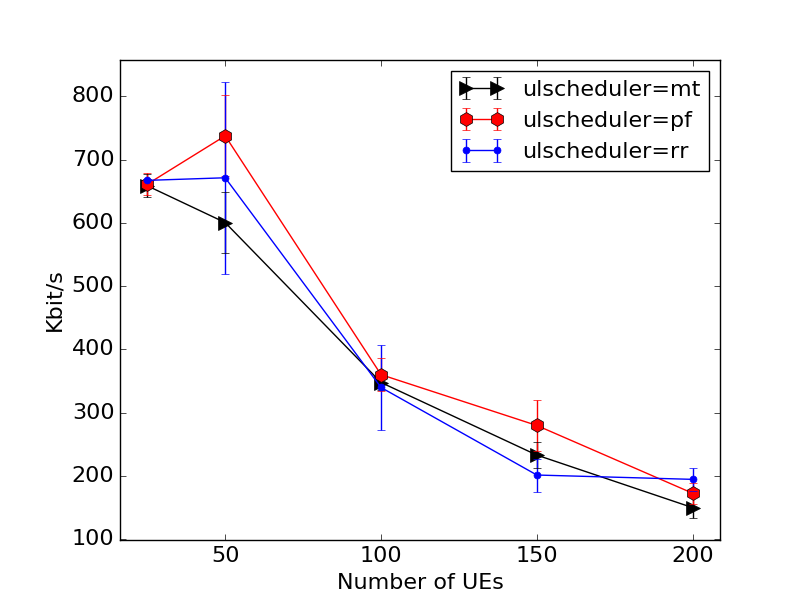 800
700
600
500
400
300
200
100
Kbit/s
ulscheduler=mt
ulscheduler=pf
ulscheduler=rr
50 100 150 200
Number of UEs